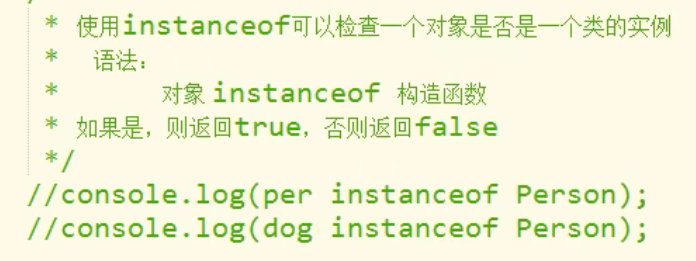 * 使用instanceof可以检查一个对象是否是一个类的实例
* 语法：
* 对象 instanceof 构造函数
* 如果是，则返回true，否则返回false
*/
//console.log(per instanceof Person);
//console.log(dog instanceof Person);